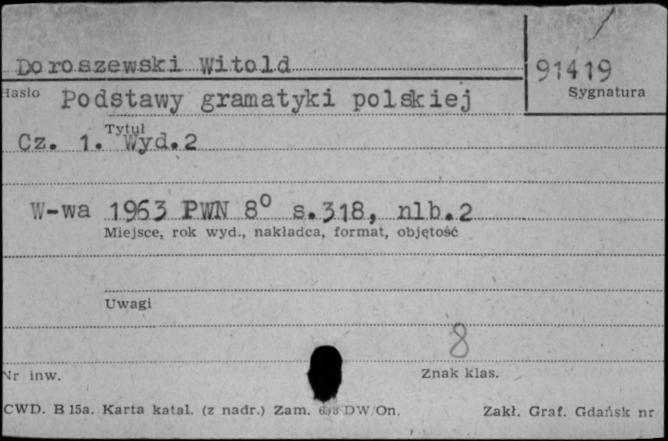 Doroszewski Witold
91419
Hasło
Sygnatura
Podstawy gramatyki polskiej
Tytuł
Cz. 1. Wyd.2
W-wa 1963 PWN 8° s.318, nlb.2
Miejsce, rok wyd., nakładca, format, objętość
Uwagi
8
Nr inw.
Znak klas.
CWD. B 15a. Karta katal. (z nadr.) Zam. DW/On.
Zakł. Graf. Gdańsk nr